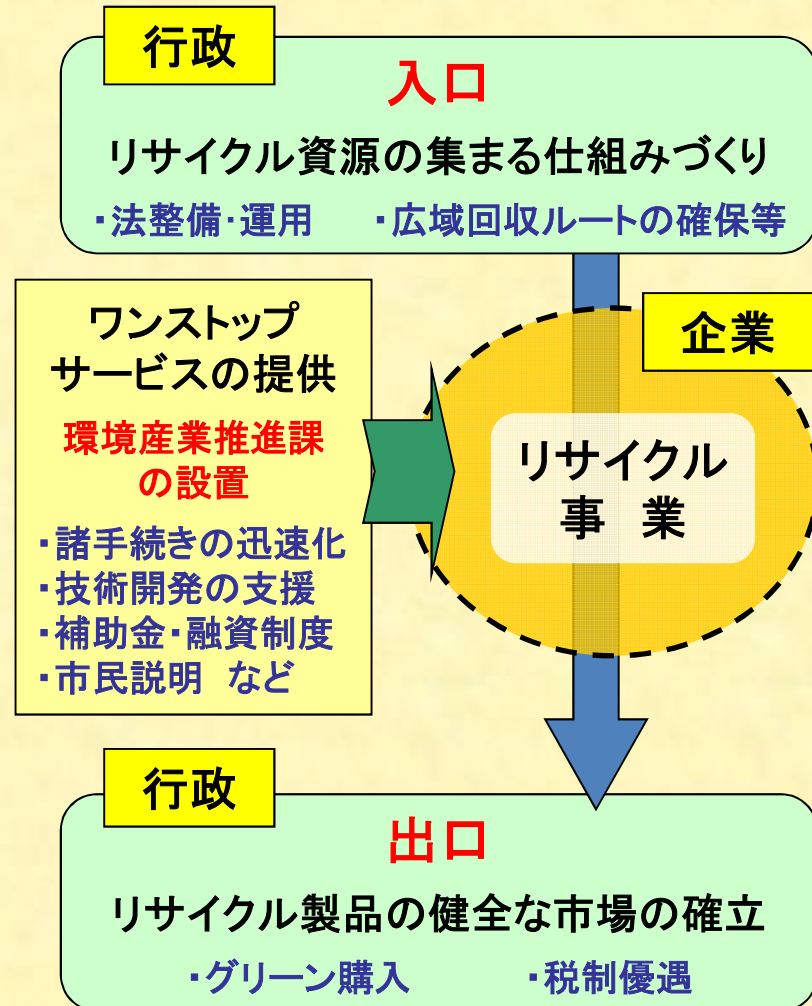 行政
入口
リサイクル資源の集まる仕組みづくり
・法整備・運用　・広域回収ルートの確保等
ワンストップ
サービスの提供
環境産業推進課
の設置
・諸手続きの迅速化
・技術開発の支援
・補助金・融資制度
・市民説明　など
企業
リサイクル
事　業
行政
出口
リサイクル製品の健全な市場の確立
・グリーン購入　・税制優遇